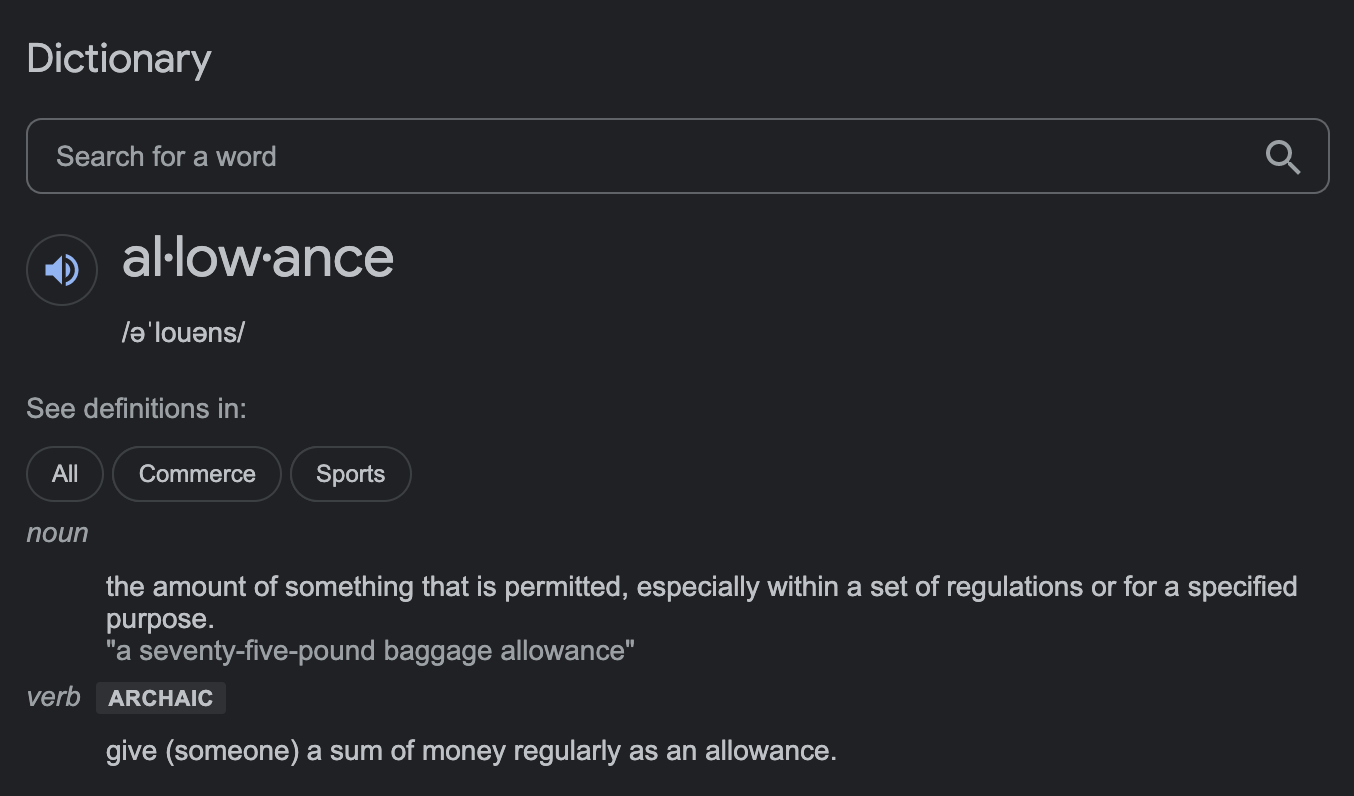 Dictionary
Search for a word
al·low·ance
/əˈlouəns/
See definitions in:
All Commerce Sports
noun
the amount of something that is permitted, especially within a set of regulations or for a specified
purpose.
"a seventy-five-pound baggage allowance"
verb ARCHAIC
give (someone) a sum of money regularly as an allowance.